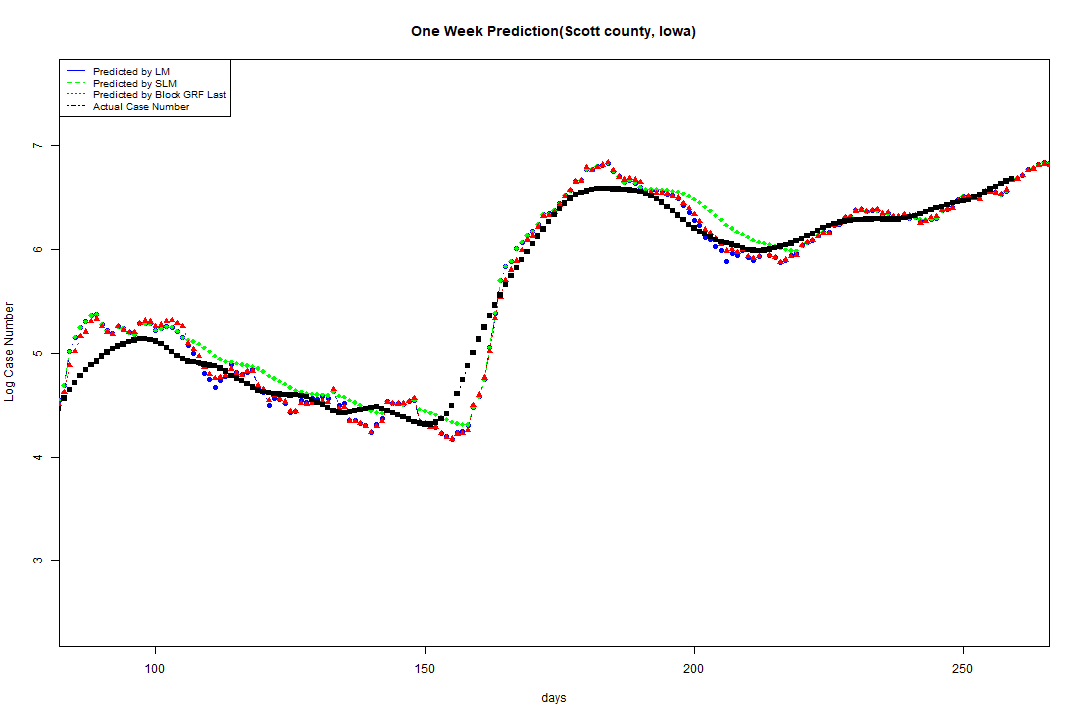 One Week Prediction(Scott county, Iowa)
Predicted by LM
Predicted by SLM
Predicted by Block GRF Last
Actual Case Number
Log Case Number
7
6
5
4
3
100 150 200 250
days